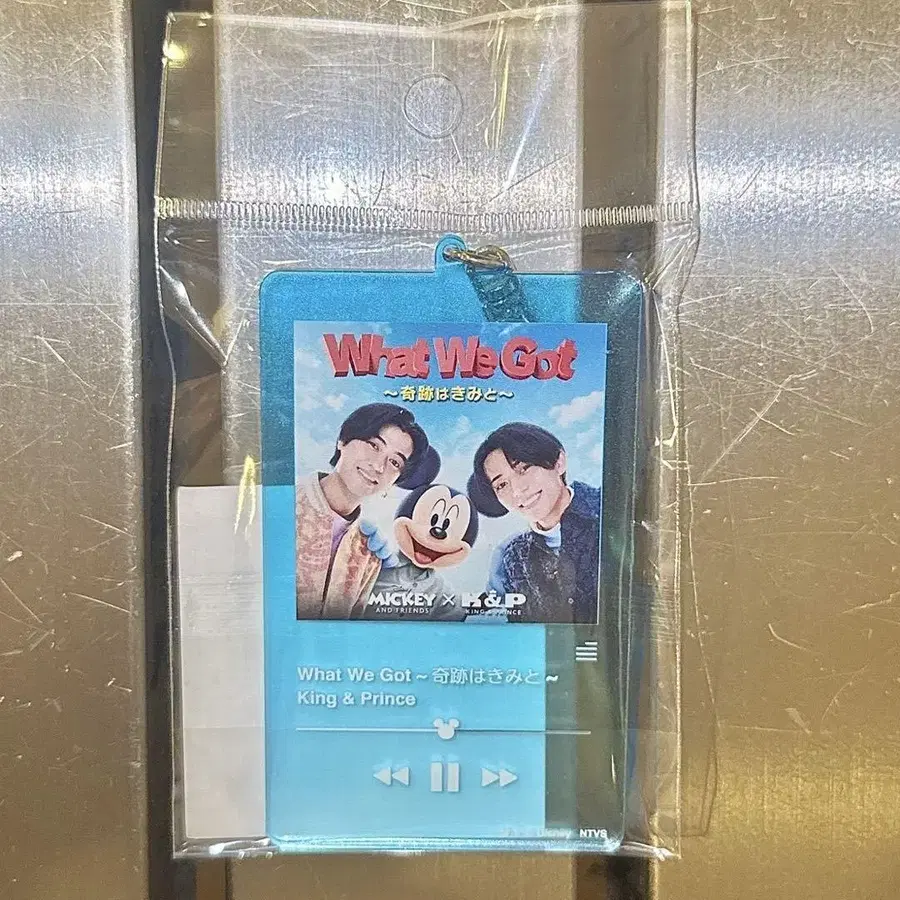 What We Got
～奇跡はきみと～
MICKEY × K&P
AND FRIENDS KING & PRINCE
What We Got ～奇跡はきみと～
King & Prince
Disney NTVS